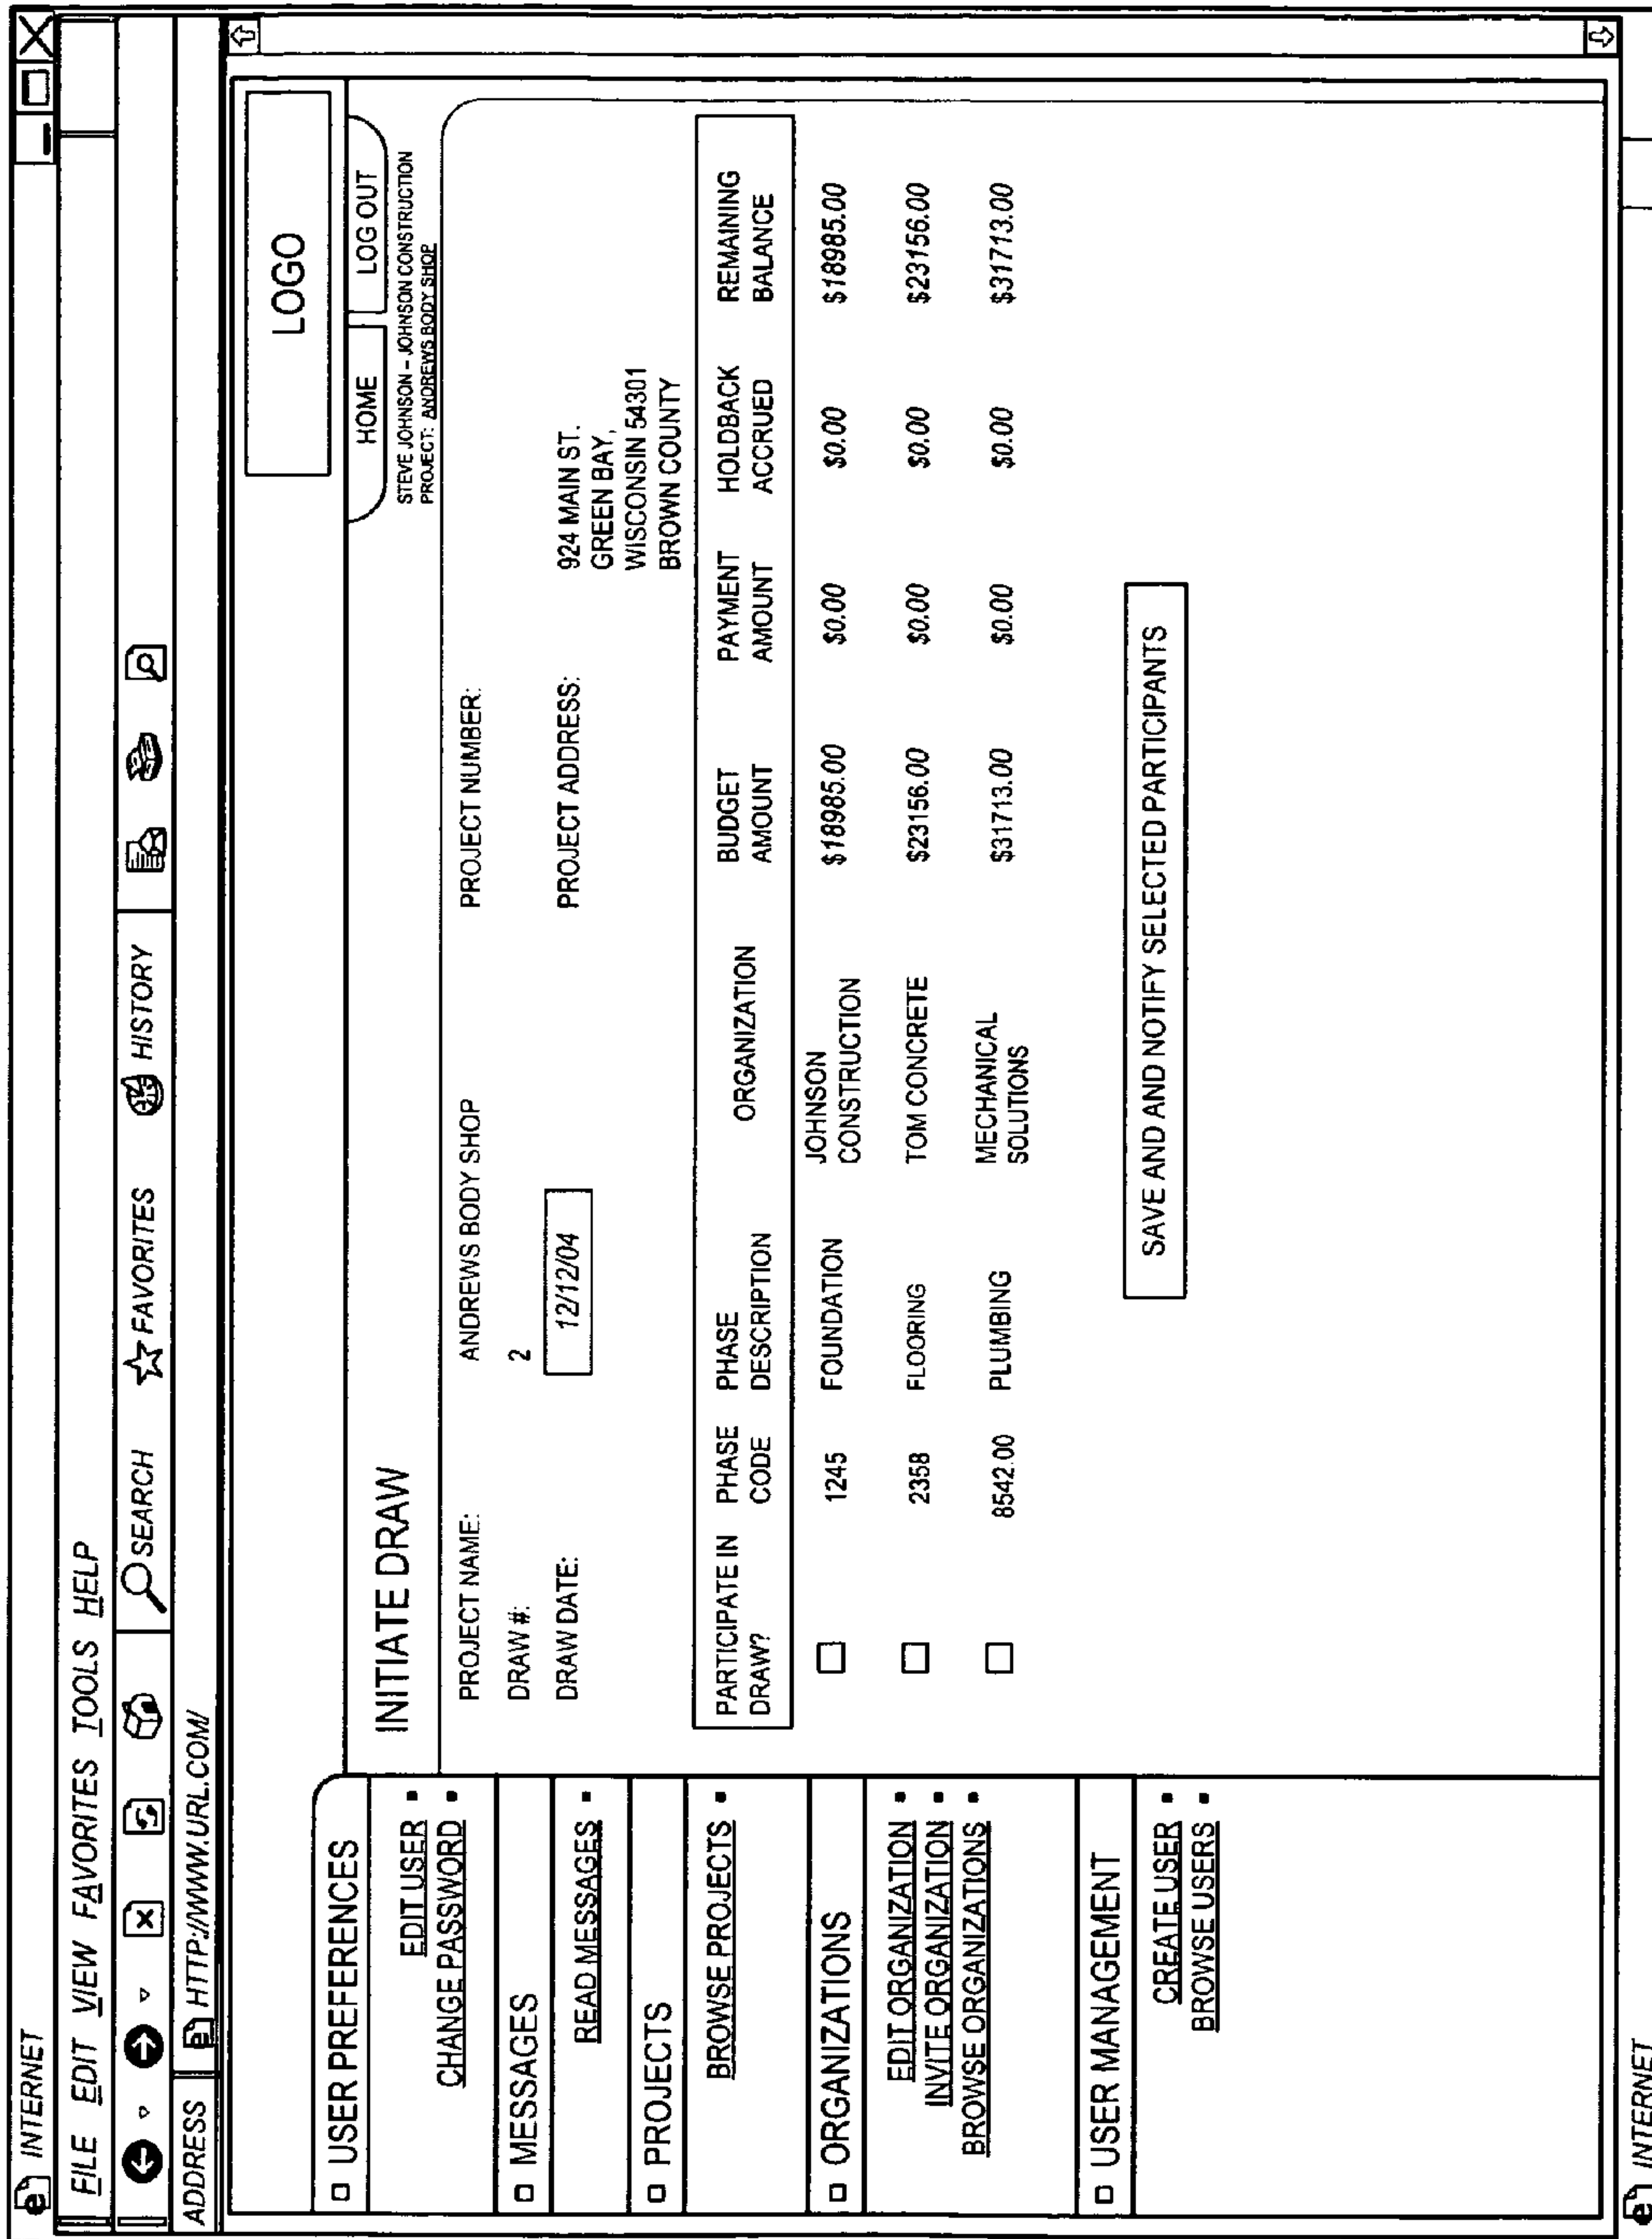 INTERNET
FILE EDIT VIEW FAVORITES TOOLS HELP
SEARCH FAVORITES HISTORY
ADDRESS HTTP://WWW.URL.COM/
LOGO
HOME LOG OUT
STEVE JOHNSON – JOHNSON CONSTRUCTION
PROJECT: ANDREWS BODY SHOP
USER PREFERENCES
EDIT USER
CHANGE PASSWORD
MESSAGES
READ MESSAGES
PROJECTS
BROWSE PROJECTS
ORGANIZATIONS
EDIT ORGANIZATION
INVITE ORGANIZATION
BROWSE ORGANIZATIONS
USER MANAGEMENT
CREATE USER
BROWSE USERS
INITIATE DRAW
PROJECT NAME: ANDREWS BODY SHOP PROJECT NUMBER:
DRAW #: 2
DRAW DATE: 12/12/04 PROJECT ADDRESS: 924 MAIN ST.
GREEN BAY,
WISCONSIN 54301
BROWN COUNTY
PARTICIPATE IN PHASE PHASE ORGANIZATION BUDGET PAYMENT HOLDBACK REMAINING
DRAW? CODE DESCRIPTION AMOUNT AMOUNT ACCRUED BALANCE
1245 FOUNDATION JOHNSON $18985.00 $0.00 $0.00 $18985.00
CONSTRUCTION
2358 FLOORING TOM CONCRETE $23156.00 $0.00 $0.00 $23156.00
8542.00 PLUMBING MECHANICAL $31713.00 $0.00 $0.00 $31713.00
SOLUTIONS
SAVE AND AND NOTIFY SELECTED PARTICIPANTS
INTERNET